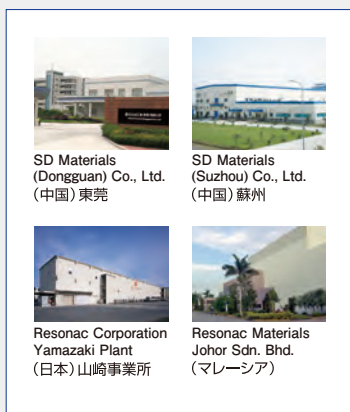 SD Materials
(Dongguan) Co., Ltd.
（中国）東莞
SD Materials
(Suzhou) Co., Ltd.
（中国）蘇州
Resonac Corporation
Yamazaki Plant
（日本）山崎事業所
Resonac Materials
Johor Sdn. Bhd.
（マレーシア）